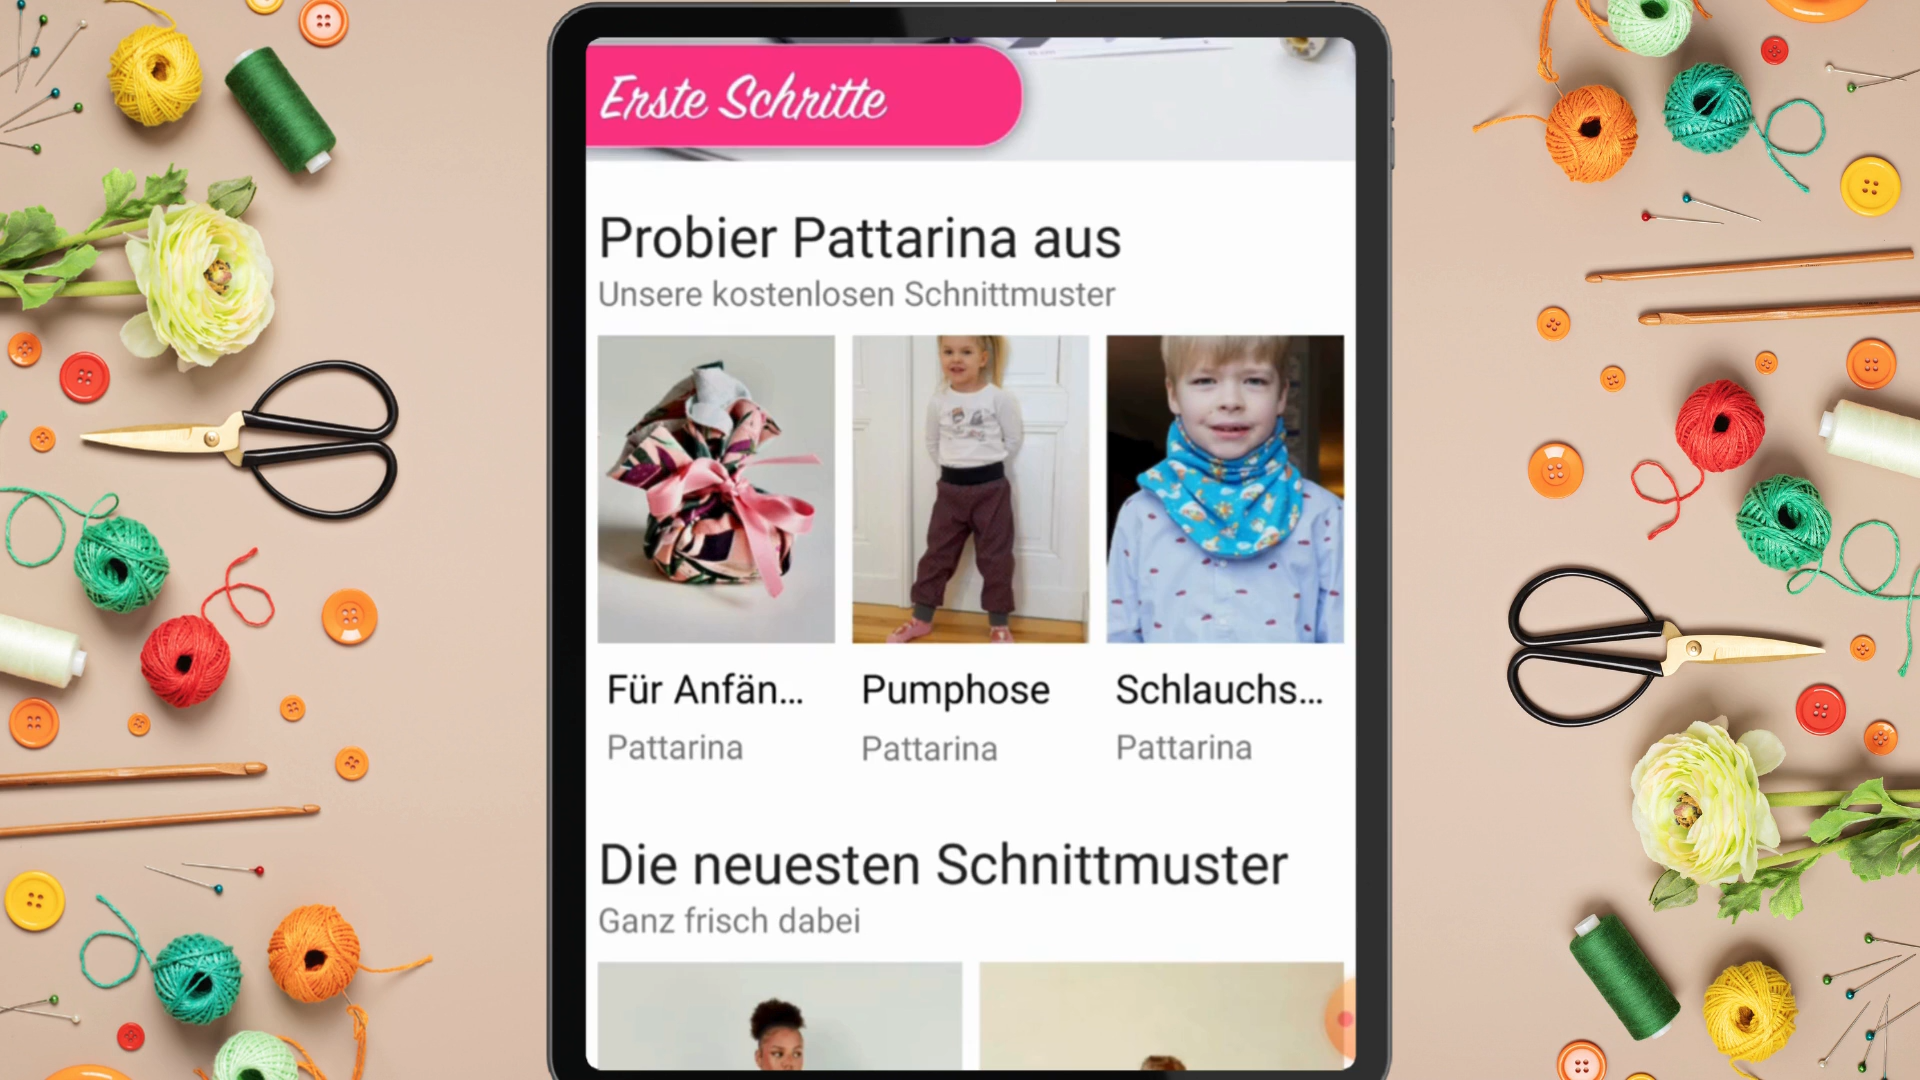 Erste Schritte
Probier Pattarina aus
Unsere kostenlosen Schnittmuster
Für Anfän...
Pumphose
Schlauchs...
Pattarina
Pattarina
Pattarina
Die neuesten Schnittmuster
Ganz frisch dabei